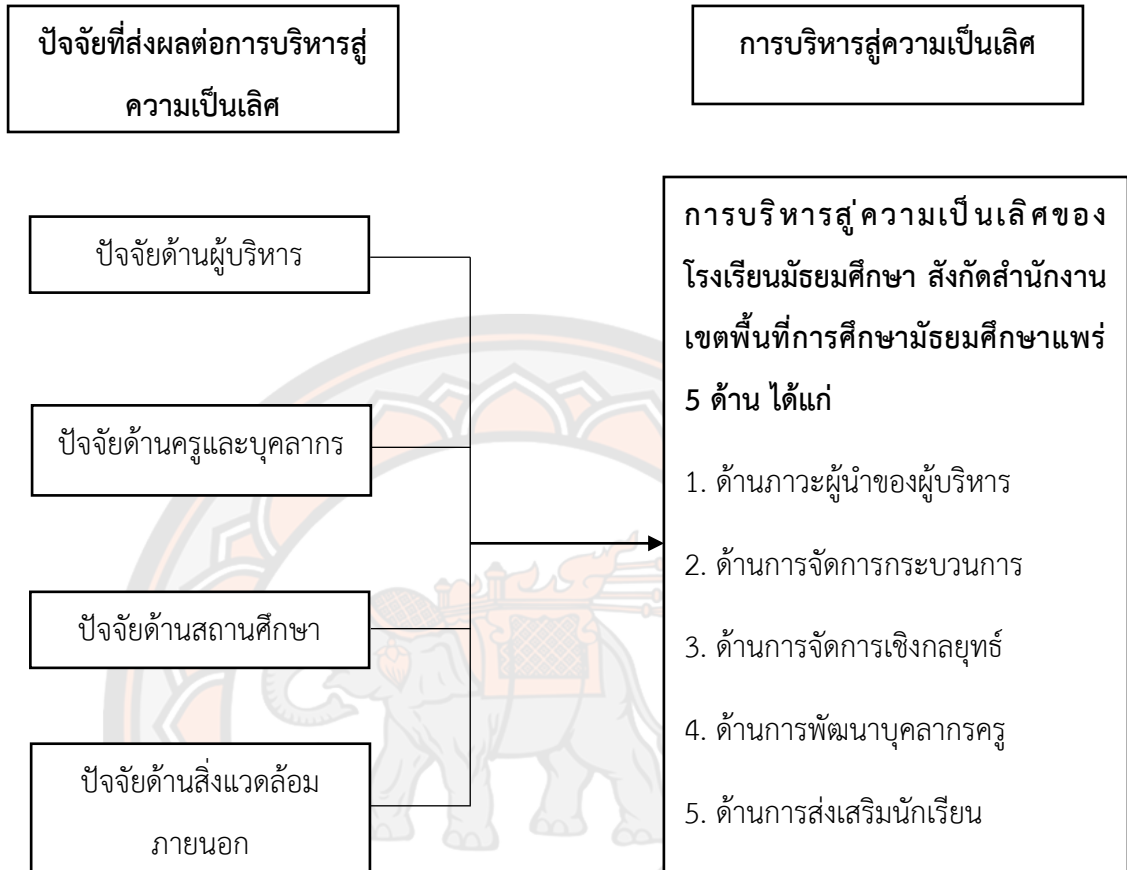 ปัจจัยที่ส่งผลต่อการบริหารสู่
ความเป็นเลิศ
การบริหารสู่ความเป็นเลิศ
ปัจจัยด้านผู้บริหาร
ปัจจัยด้านครูและบุคลากร
ปัจจัยด้านสถานศึกษา
ปัจจัยด้านสิ่งแวดล้อม
ภายนอก
การบริหารสู่ความเป็นเลิศของ
โรงเรียนมัธยมศึกษา สังกัดสำนักงาน
เขตพื้นที่การศึกษามัธยมศึกษาแพร่
5 ด้าน ได้แก่
1. ด้านภาวะผู้นำของผู้บริหาร
2. ด้านการจัดการกระบวนการ
3. ด้านการจัดการเชิงกลยุทธ์
4. ด้านการพัฒนาบุคลากรครู
5. ด้านการส่งเสริมนักเรียน